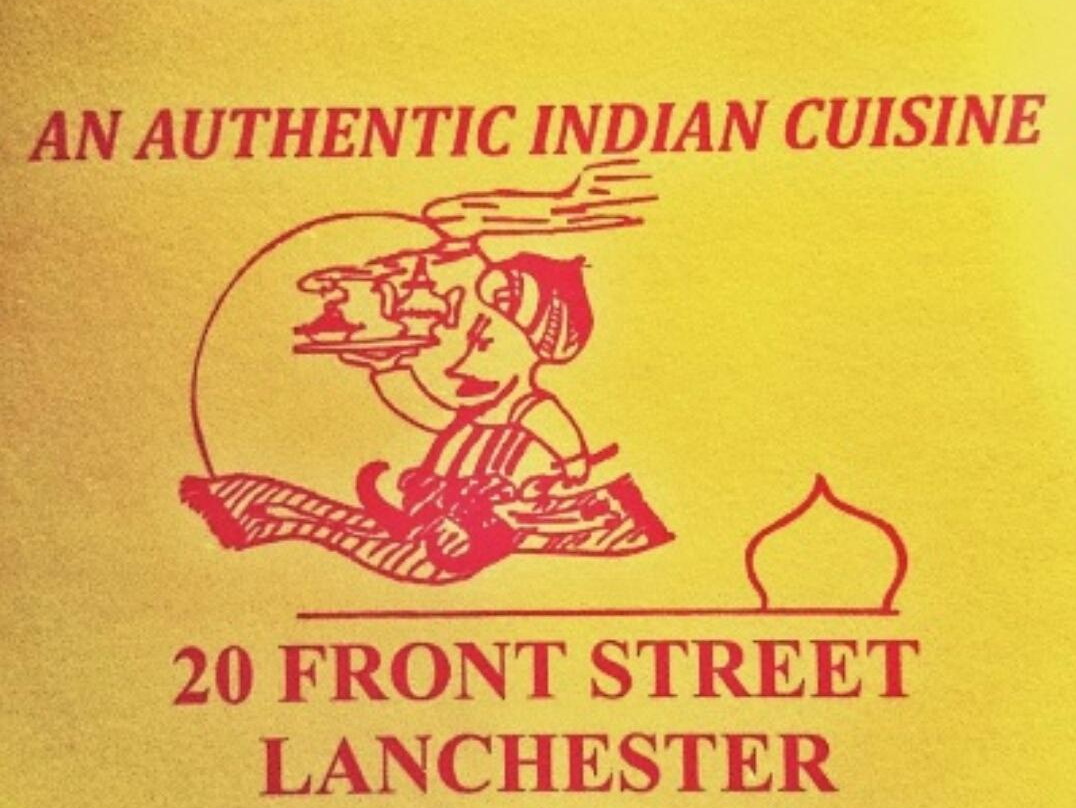 AN AUTHENTIC INDIAN CUISINE
20 FRONT STREET
LANCHESTER